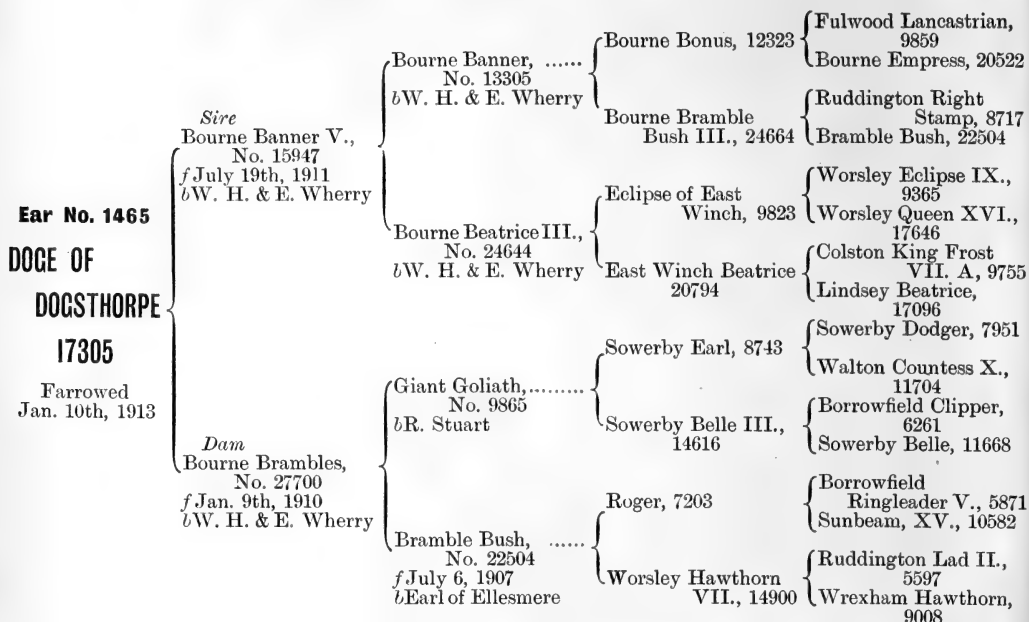 Ear No. 1465
DOGE OF
DOGSTHORPE
17305
Farrowed
Jan. 10th, 1913
Sire
Bourne Banner V.,
No. 15947
f July 19th, 1911
bW. H. & E. Wherry
Dam
Bourne Brambles,
No. 27700
f Jan. 9th, 1910
bW. H. & E. Wherry
Bourne Banner, ......
No. 13305
bW. H. & E. Wherry
Bourne Beatrice III.,
No. 24644
bW. H. & E. Wherry
Giant Goliath,.........
No. 9865
bR. Stuart
Bramble Bush, ......
No. 22504
f July 6, 1907
bEarl of Ellesmere
Bourne Bonus, 12323
Bourne Bramble
Bush III., 24664
Eclipse of East
Winch, 9823
East Winch Beatrice
20794
Sowerby Earl, 8743
Sowerby Belle III.,
14616
Roger, 7203
Worsley Hawthorn
VII., 14900
Fulwood Lancastrian,
9859
Bourne Empress, 20522
Ruddington Right
Stamp, 8717
Bramble Bush, 22504
Worsley Eclipse IX.,
9365
Worsley Queen XVI.,
17646
Colston King Frost
VII. A, 9755
Lindsey Beatrice,
17096
Sowerby Dodger, 7951
Walton Countess X.,
11704
Borrowfield Clipper,
6261
Sowerby Belle, 11668
Borrowfield
Ringleader V., 5871
Sunbeam, XV., 10582
Ruddington Lad II.,
5597
Wrexham Hawthorn,
9008